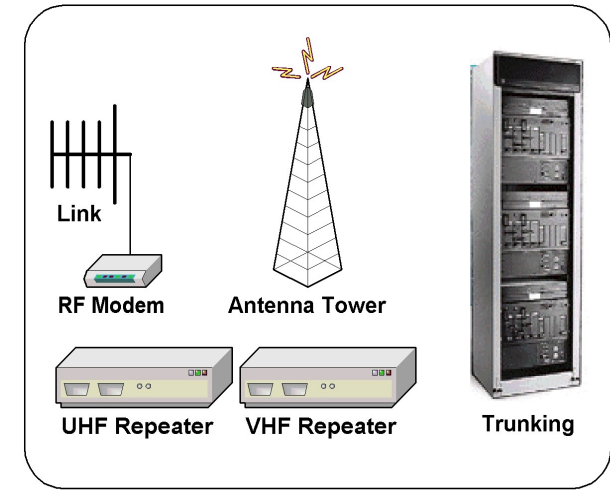 Link
RF Modem
Antenna Tower
UHF Repeater
VHF Repeater
Trunking